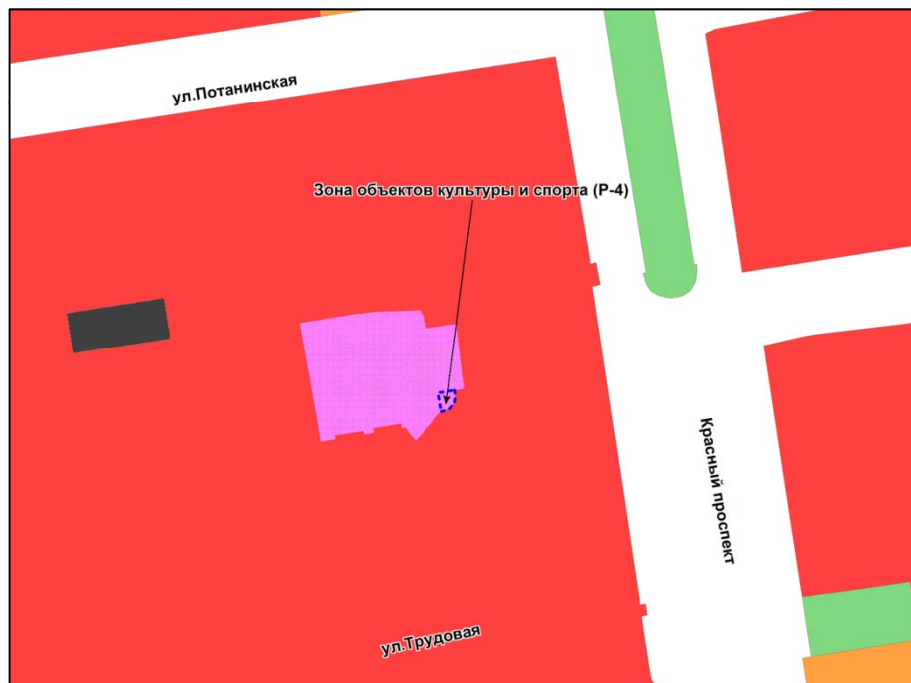 ул.Потанинская
Зона объектов культуры и спорта (Р-4)
Красный проспект
ул.Трудовая